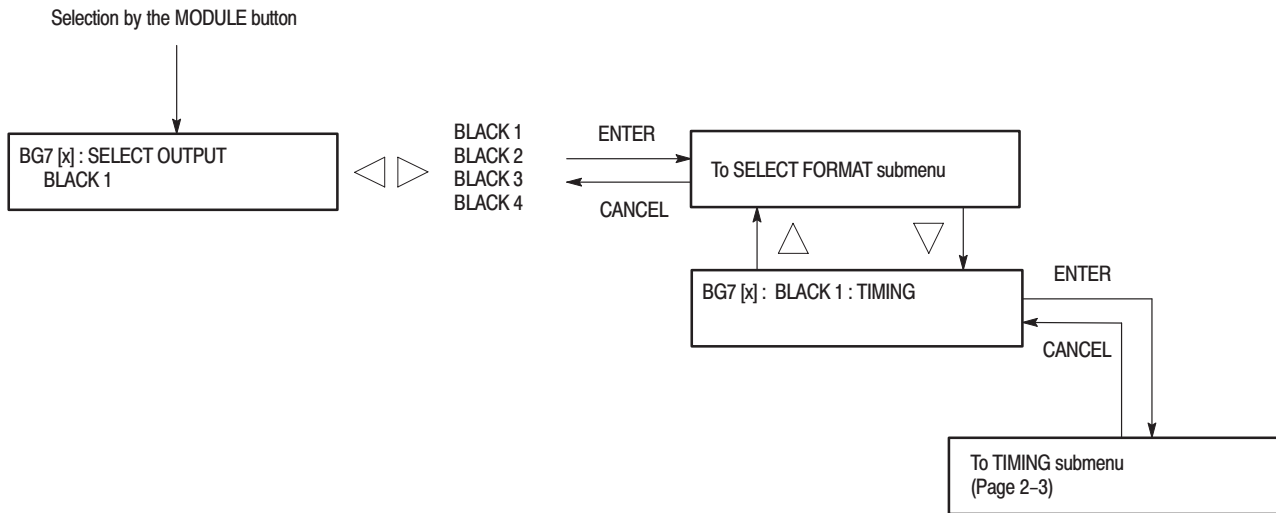 Selection by the MODULE button
BG7 [x] : SELECT OUTPUT
BLACK 1
BLACK 1
BLACK 2
BLACK 3
BLACK 4
ENTER
CANCEL
To SELECT FORMAT submenu
BG7 [x] : BLACK 1 : TIMING
ENTER
CANCEL
To TIMING submenu
(Page 2–3)